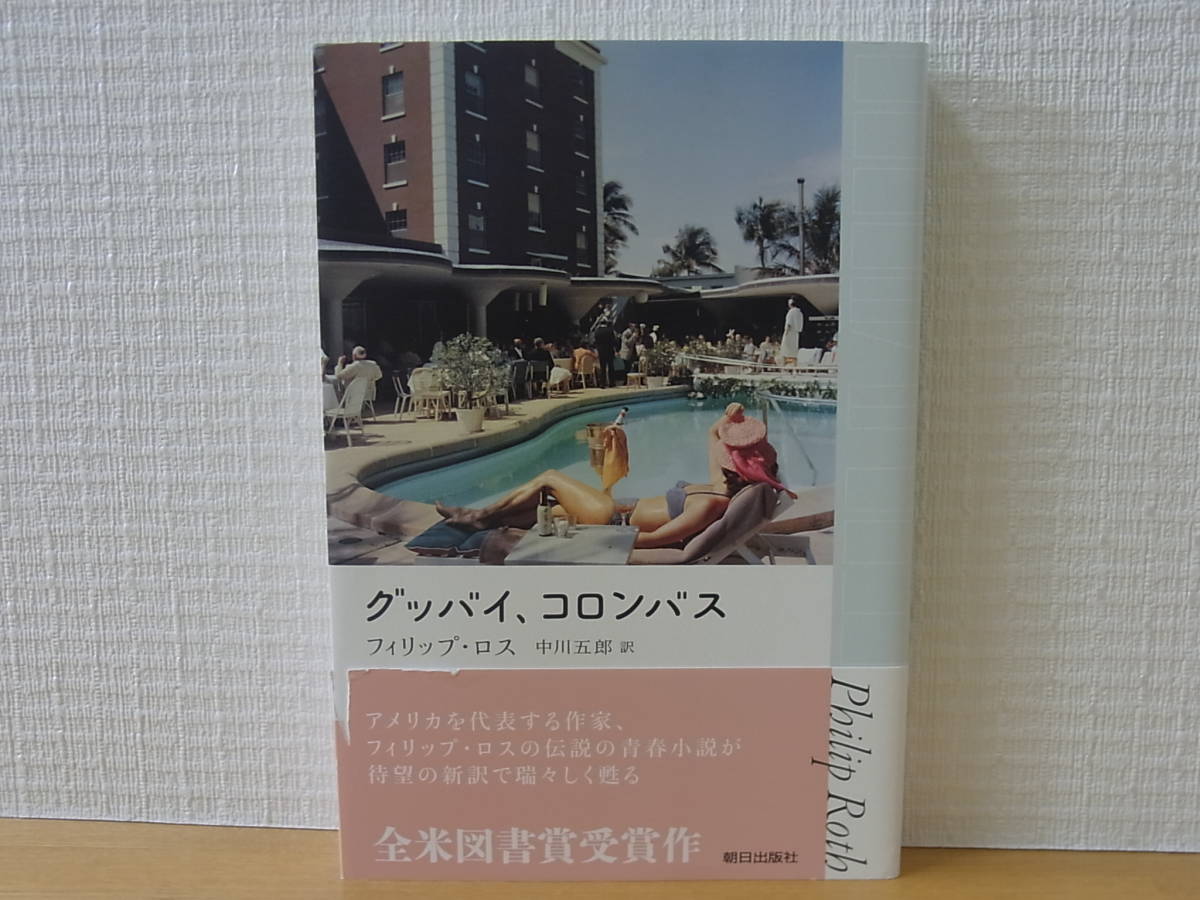 グッバイ、コロンバス
フィリップ・ロス 中川五郎 訳
アメリカを代表する作家、
フィリップ・ロスの伝説の青春小説が
待望の新訳で瑞々しく甦る
全米図書賞受賞作
朝日出版社
Philip Roth